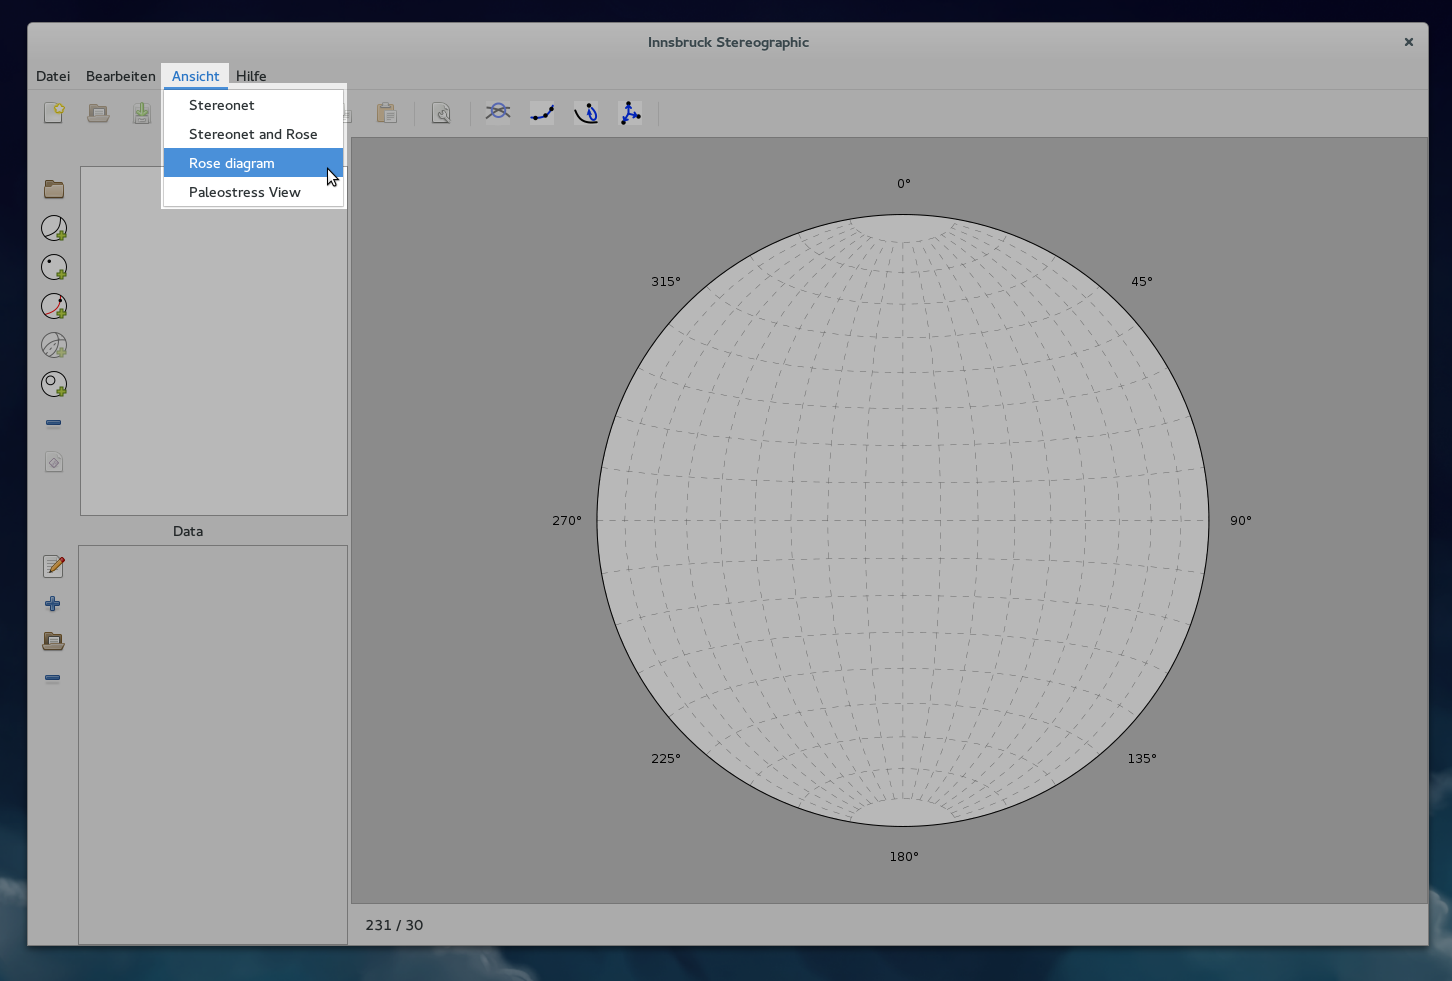 Innsbruck Stereographic
Datei Bearbeiten Ansicht Hilfe
Stereonet
Stereonet and Rose
Rose diagram
Paleostress View
0°
315° 45°
270° 90°
Data
225° 135°
180°
231 / 30